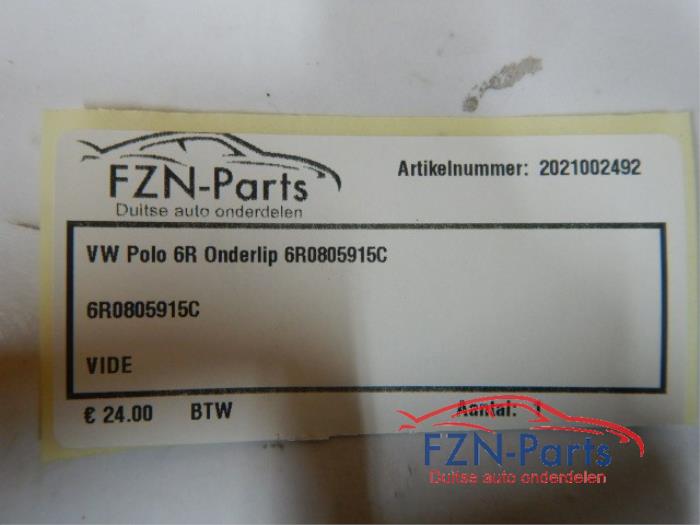 FZN-Parts
Duitse auto onderdelen
Artikelnummer: 2021002492
VW Polo 6R Onderlip 6R0805915C
6R0805915C
VIDE
€ 24.00 BTW Aantal: 1
FZN-Parts
Duitse auto onderdelen